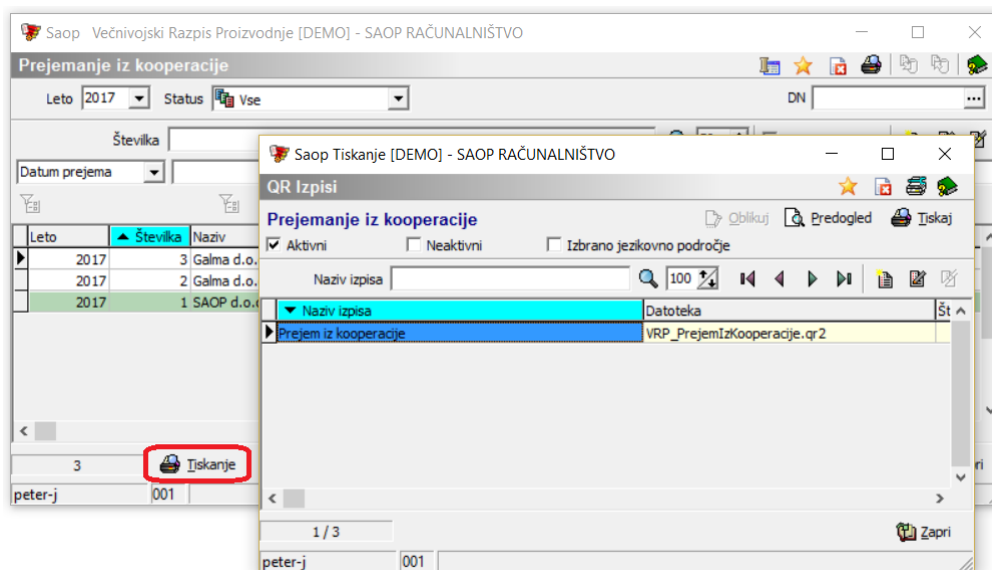 Saop Večnivojski Razpis Proizvodnje [DEMO] - SAOP RAČUNALNIŠTVO
Prejemanje iz kooperacije
Leto 2017 Status Vse DN
Številka
Datum prejema
Leto Številka Naziv
2017 3 Galma d.o.
2017 2 Galma d.o.
2017 1 SAOP d.o.
3 Tiskanje
peter-j 001
Saop Tiskanje [DEMO] - SAOP RAČUNALNIŠTVO
QR Izpisi
Prejemanje iz kooperacije Oblikuj Predogled Tiskaj
Aktivni Neaktivni Izbrano jezikovno področje
Naziv izpisa 100
Naziv izpisa Datoteka Št
Prejem iz kooperacije VRP_PrejemIzKooperacije.qr2
1 / 3 Zapri
peter-j 001